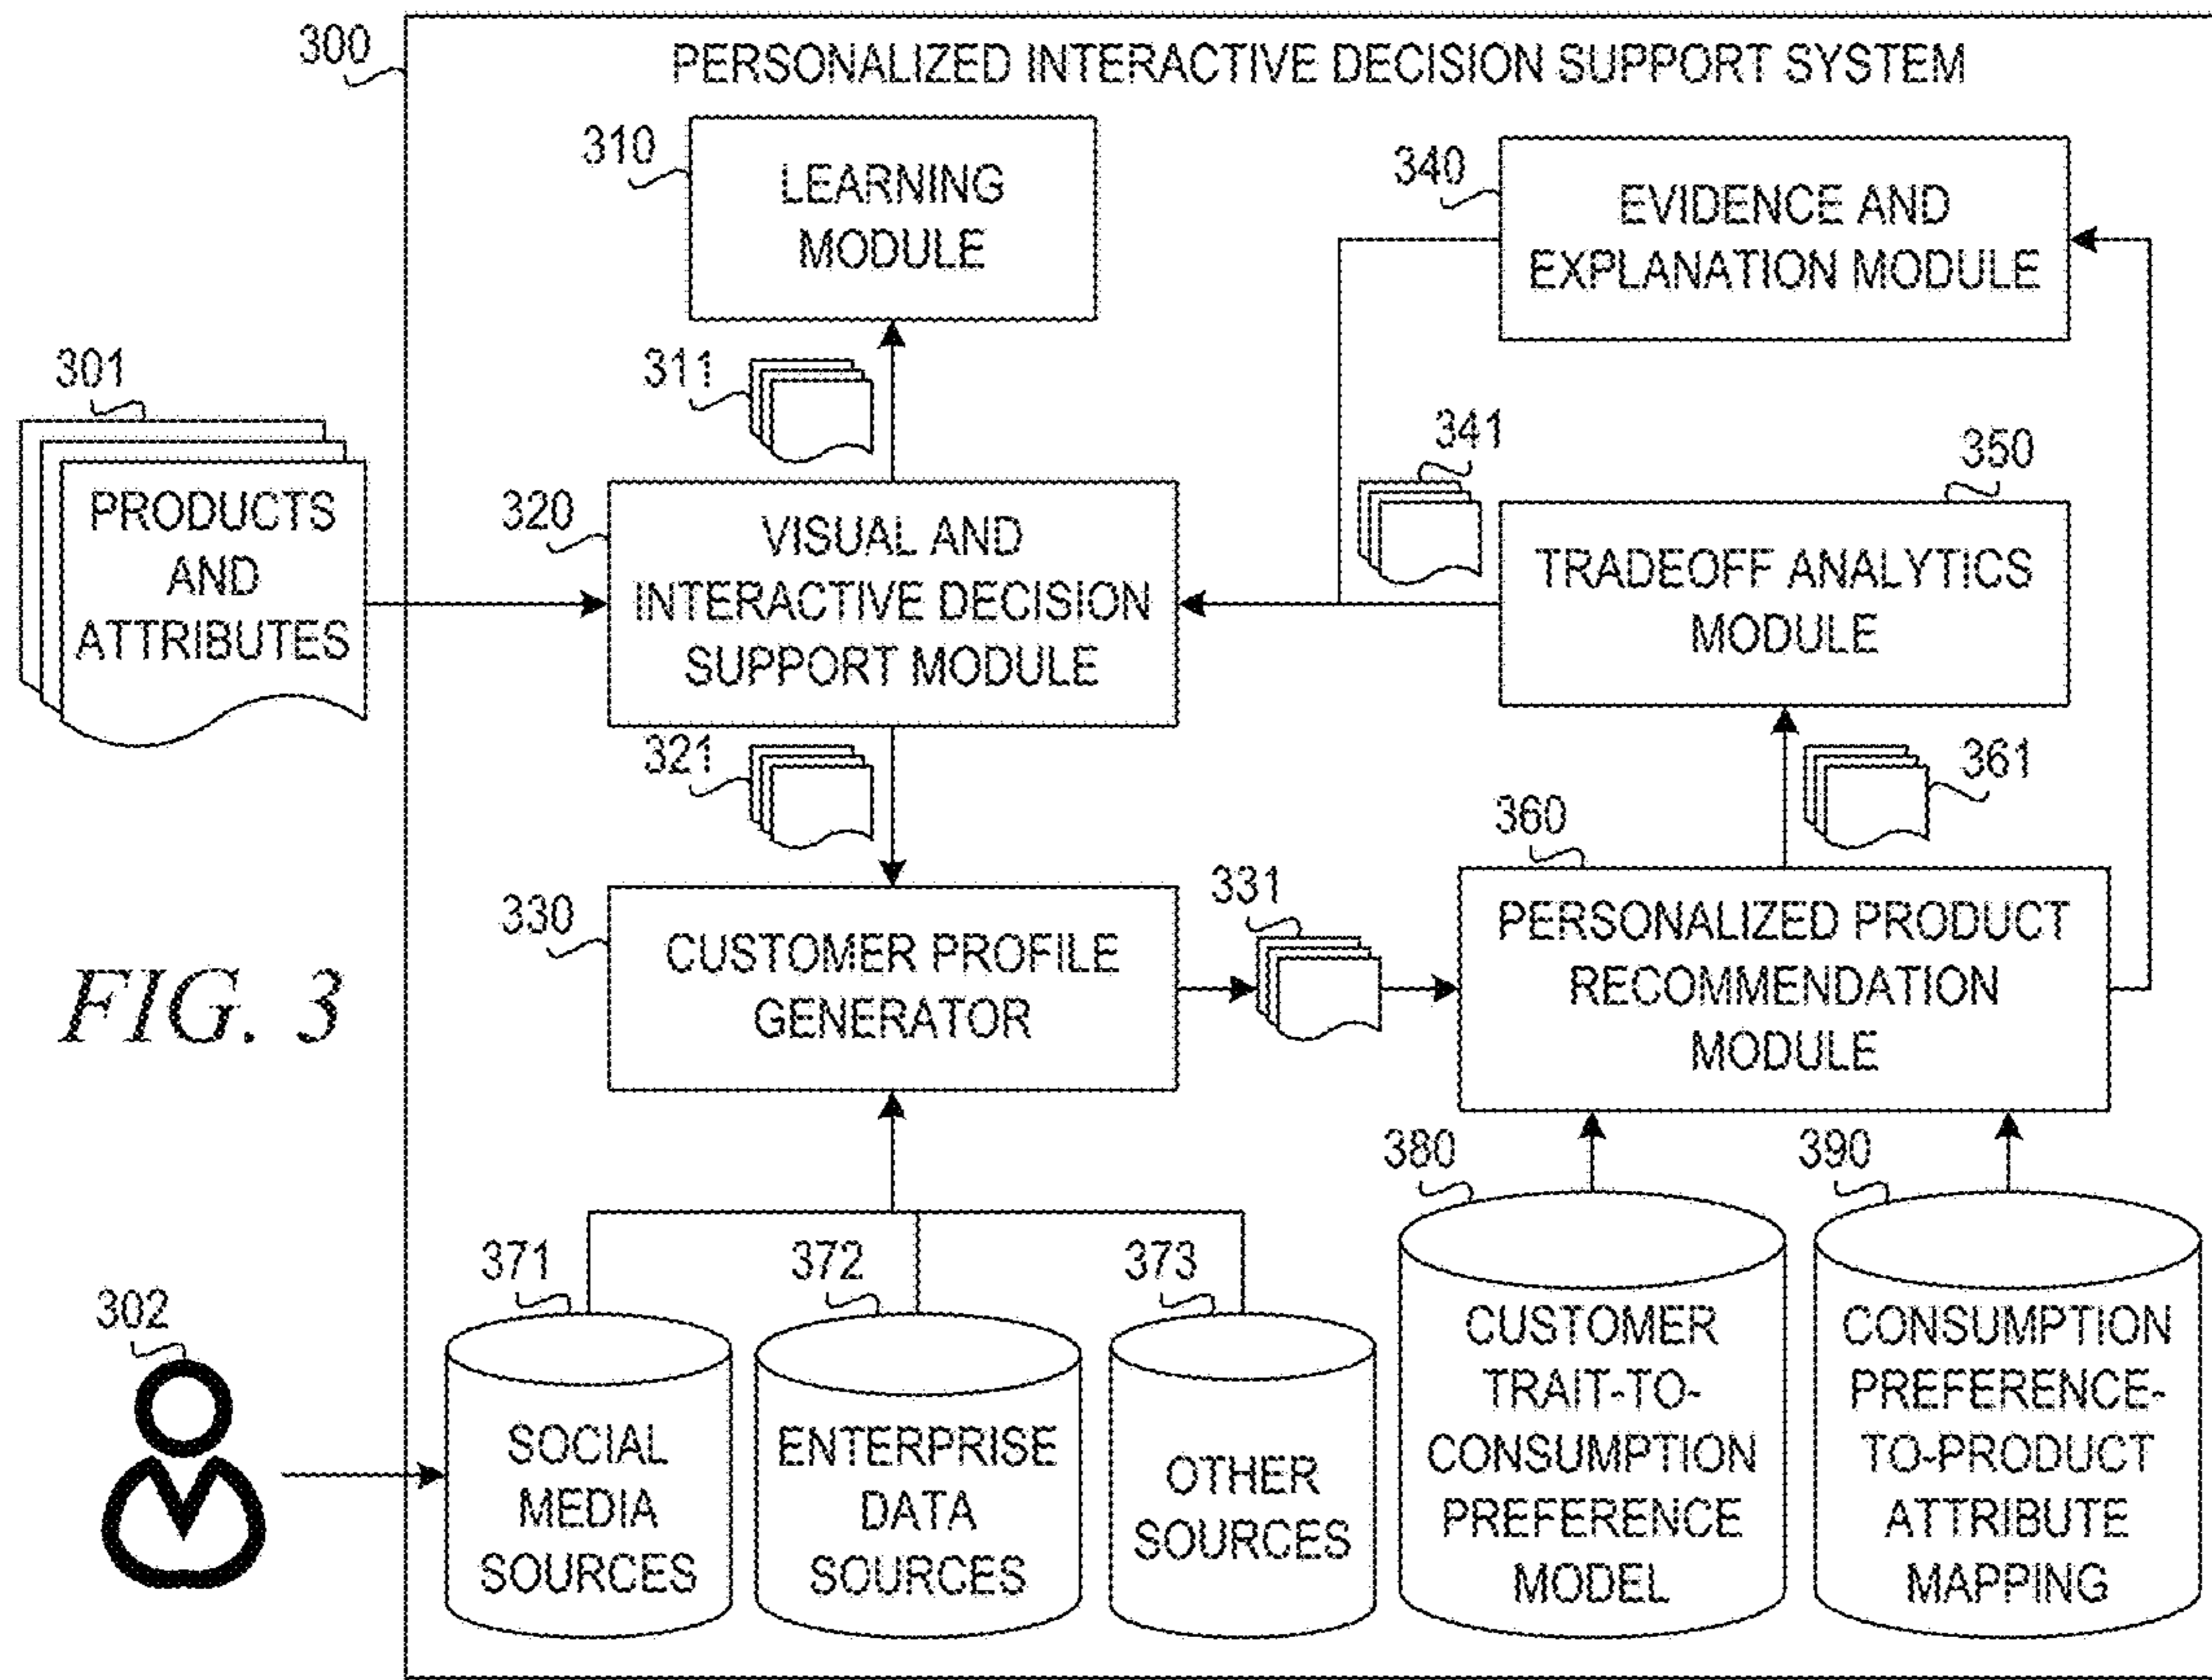 300
PERSONALIZED INTERACTIVE DECISION SUPPORT SYSTEM
310
LEARNING
MODULE
340
EVIDENCE AND
EXPLANATION MODULE
301
PRODUCTS
AND
ATTRIBUTES
311
341
350
320
VISUAL AND
INTERACTIVE DECISION
SUPPORT MODULE
TRADEOFF ANALYTICS
MODULE
321
361
360
330
CUSTOMER PROFILE
GENERATOR
331
PERSONALIZED PRODUCT
RECOMMENDATION
MODULE
FIG. 3
380
390
371
372
373
302
SOCIAL
MEDIA
SOURCES
ENTERPRISE
DATA
SOURCES
OTHER
SOURCES
CUSTOMER
TRAIT-TO-
CONSUMPTION
PREFERENCE
MODEL
CONSUMPTION
PREFERENCE-
TO-PRODUCT
ATTRIBUTE
MAPPING